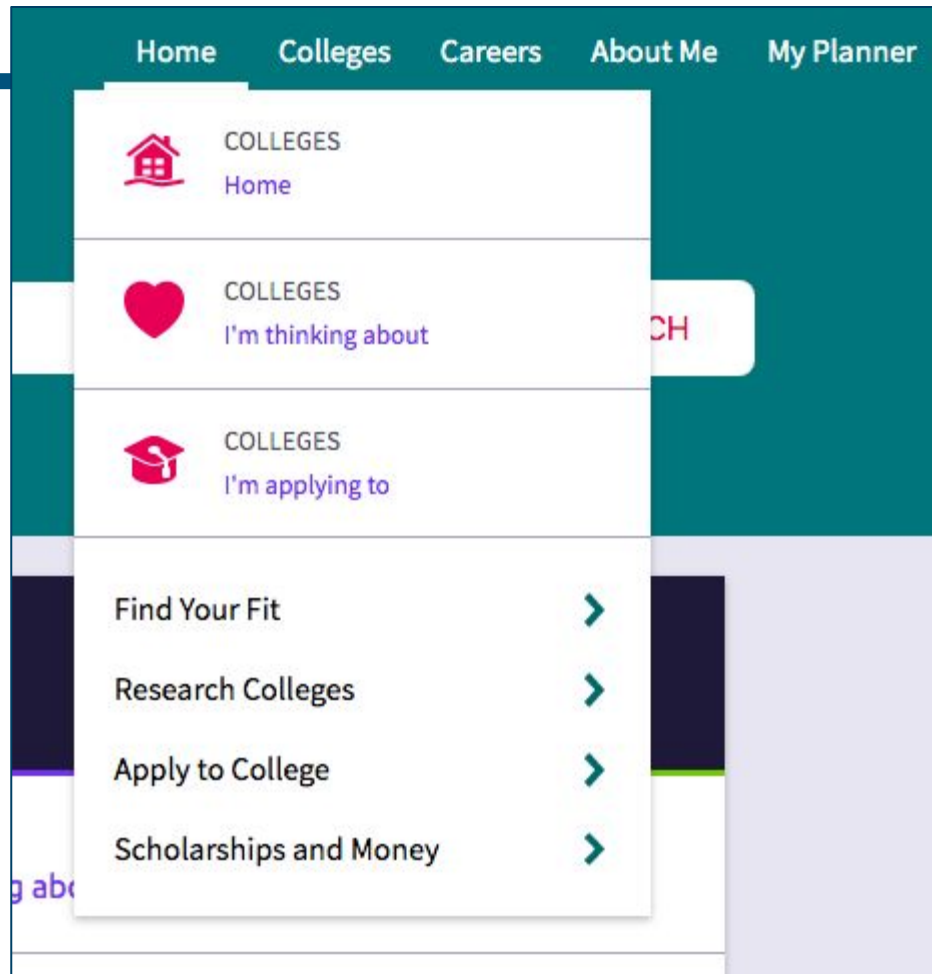 Home Colleges Careers About Me My Planner
COLLEGES
Home
COLLEGES
I'm thinking about
CH
COLLEGES
I'm applying to
Find Your Fit
Research Colleges
Apply to College
Scholarships and Money
g abo